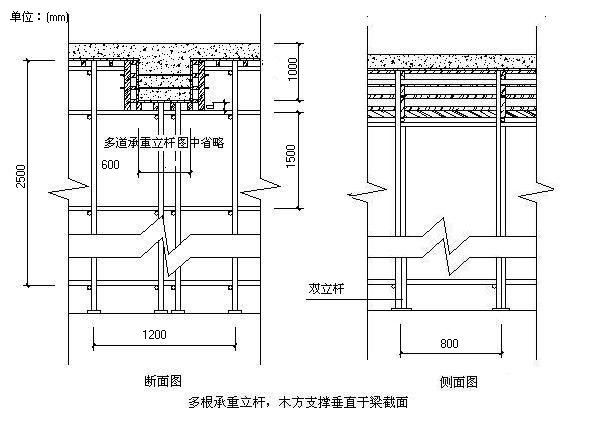 单位：(mm)
1000
多道承重立杆图中省略
600
1500
2500
双立杆
1200
800
断面图
侧面图
多根承重立杆，木方支撑垂直于梁截面